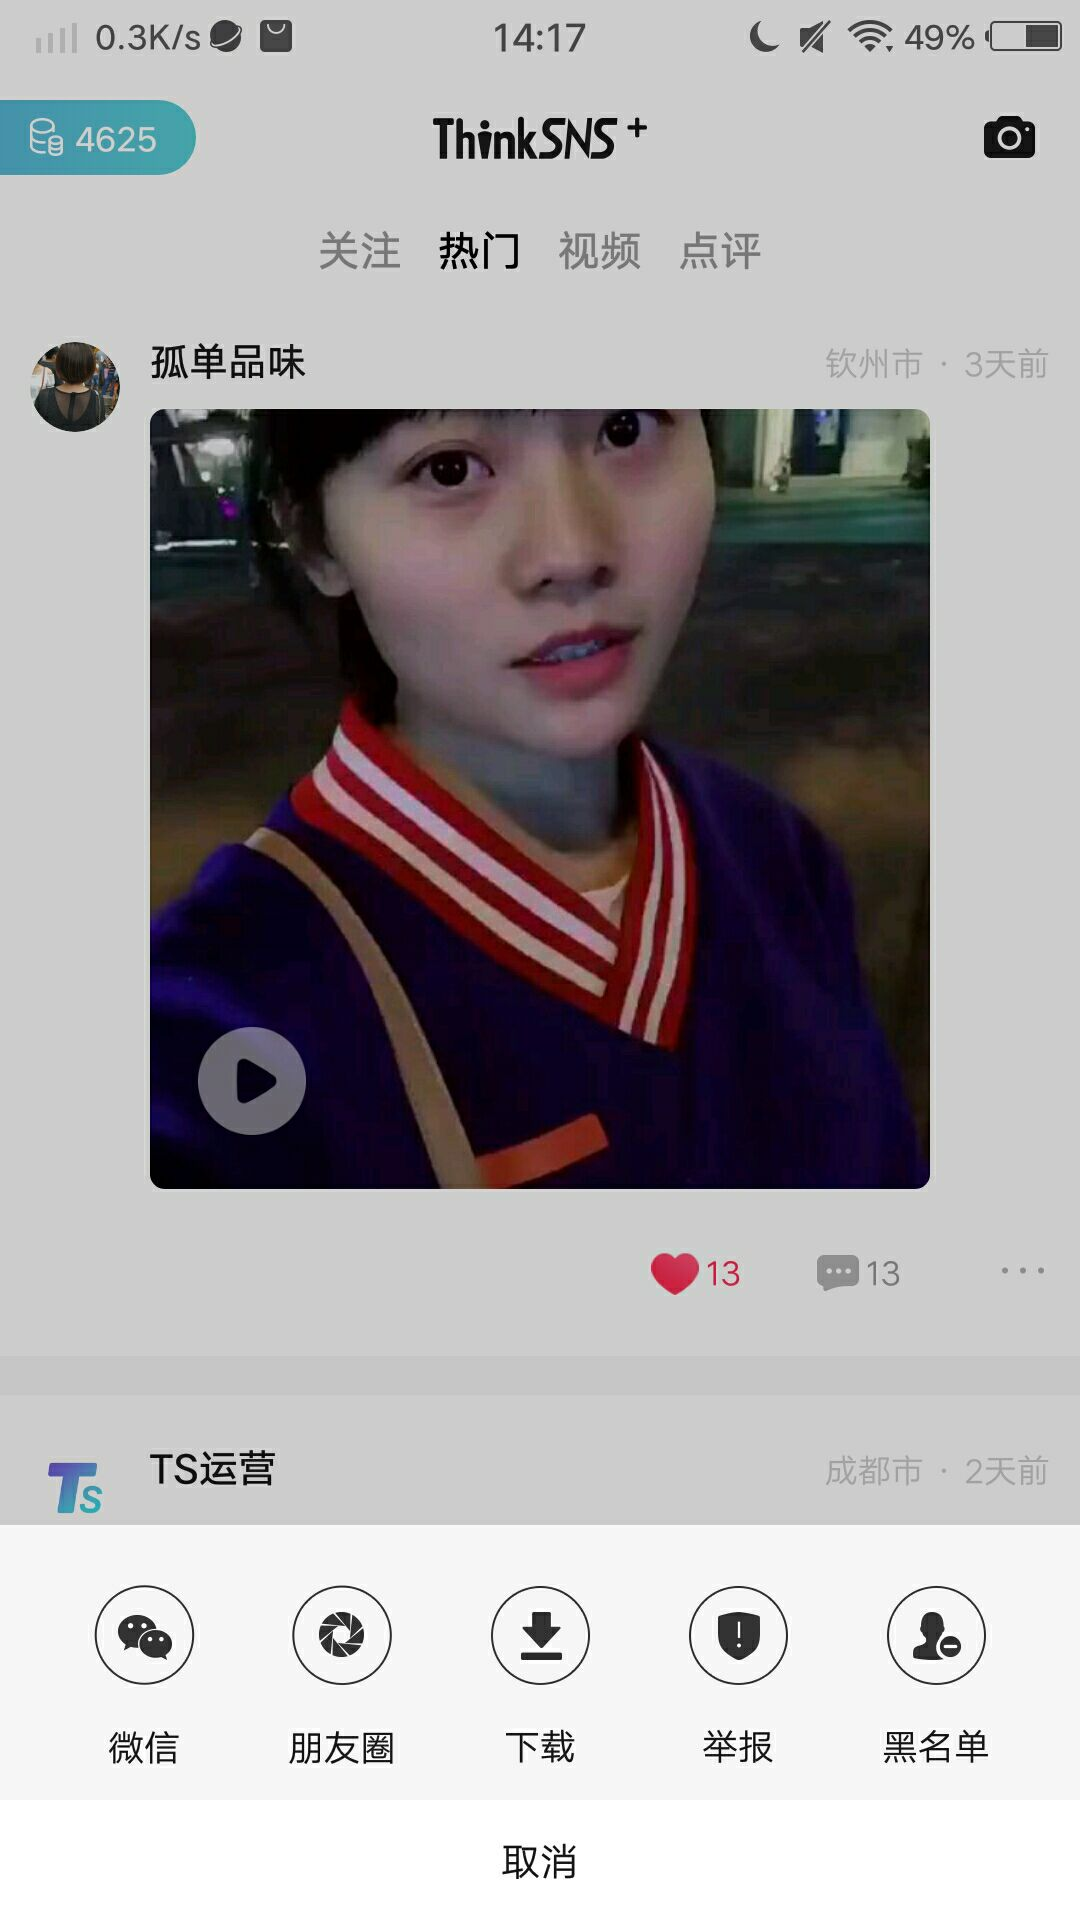 0.3K/s 14:17 49%
4625 ThinkSNS+
关注 热门 视频 点评
孤单品味 钦州市 · 3天前
13 13 ...
TS运营 成都市 · 2天前
TS
微信 朋友圈 下载 举报 黑名单
取消